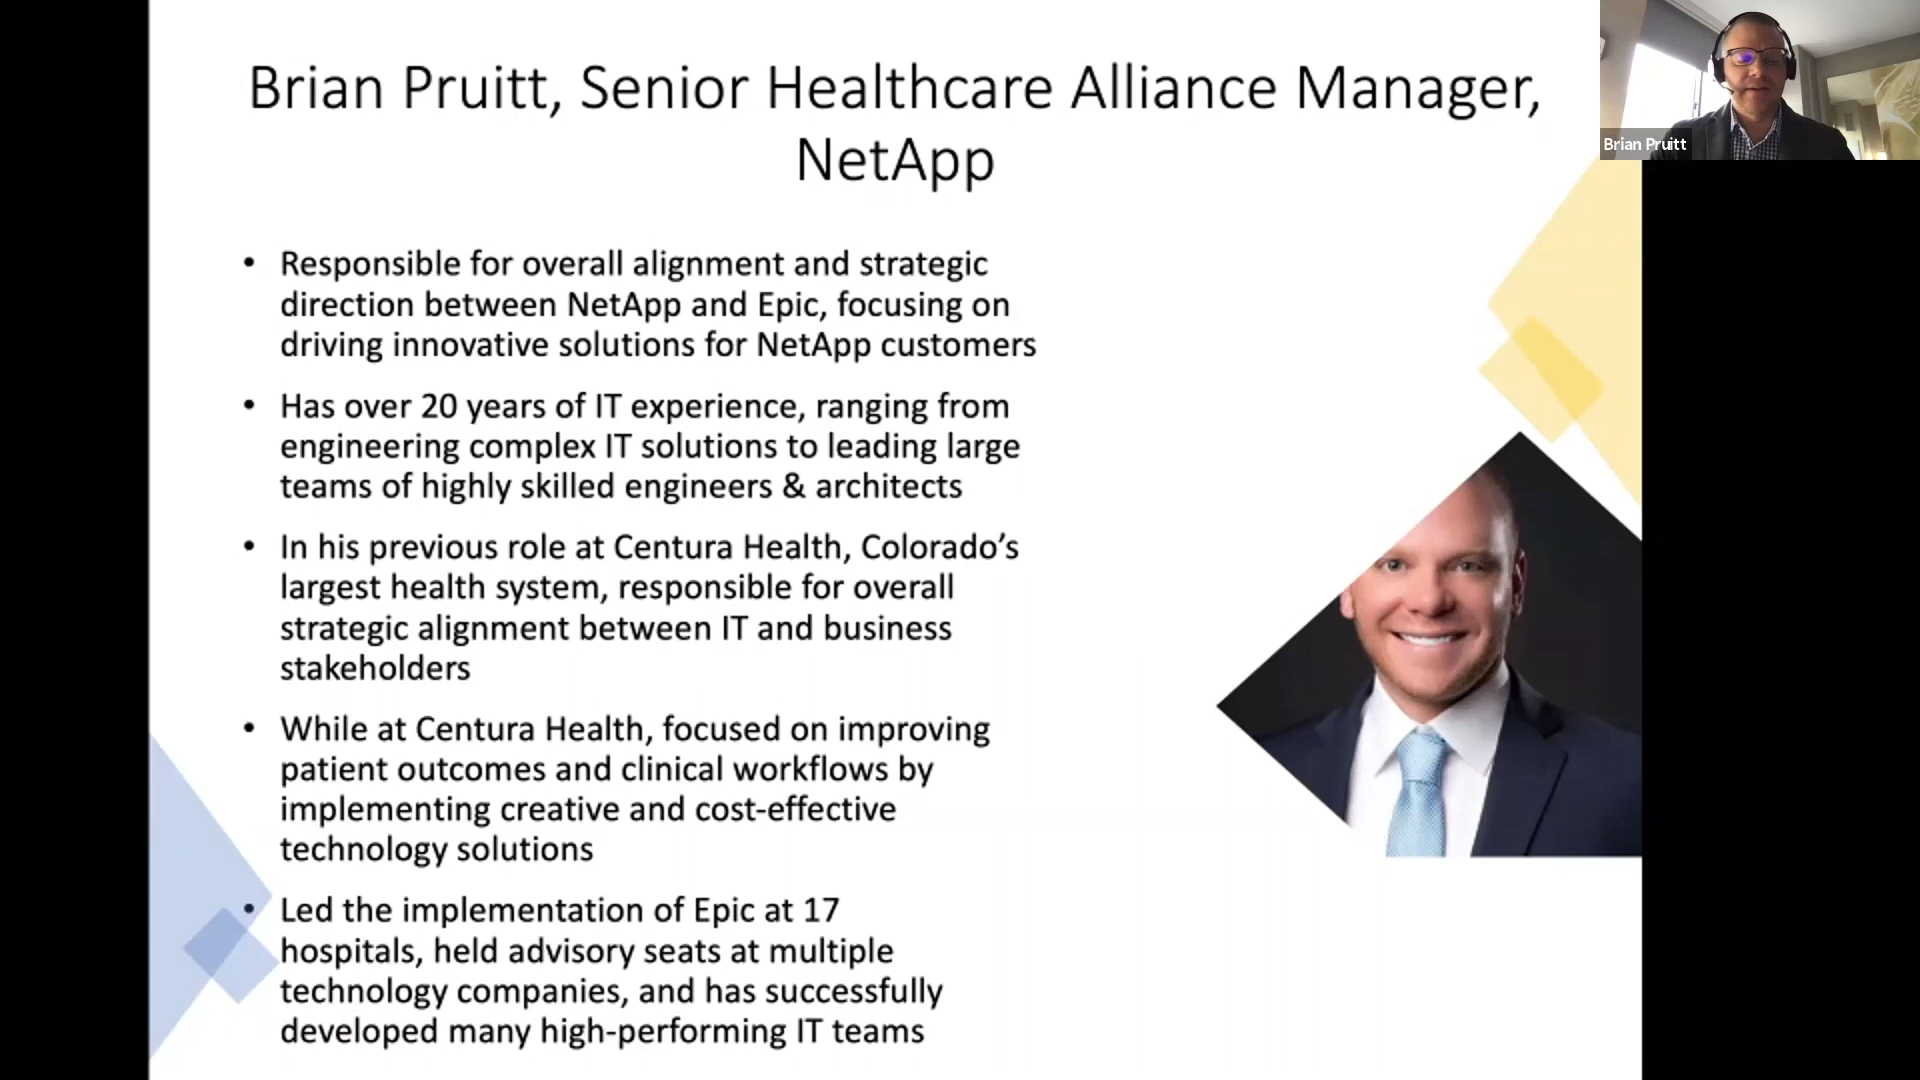 Brian Pruitt, Senior Healthcare Alliance Manager,
NetApp
Brian Pruitt
• Responsible for overall alignment and strategic
direction between NetApp and Epic, focusing on
driving innovative solutions for NetApp customers
• Has over 20 years of IT experience, ranging from
engineering complex IT solutions to leading large
teams of highly skilled engineers & architects
• In his previous role at Centura Health, Colorado’s
largest health system, responsible for overall
strategic alignment between IT and business
stakeholders
• While at Centura Health, focused on improving
patient outcomes and clinical workflows by
implementing creative and cost-effective
technology solutions
• Led the implementation of Epic at 17
hospitals, held advisory seats at multiple
technology companies, and has successfully
developed many high-performing IT teams